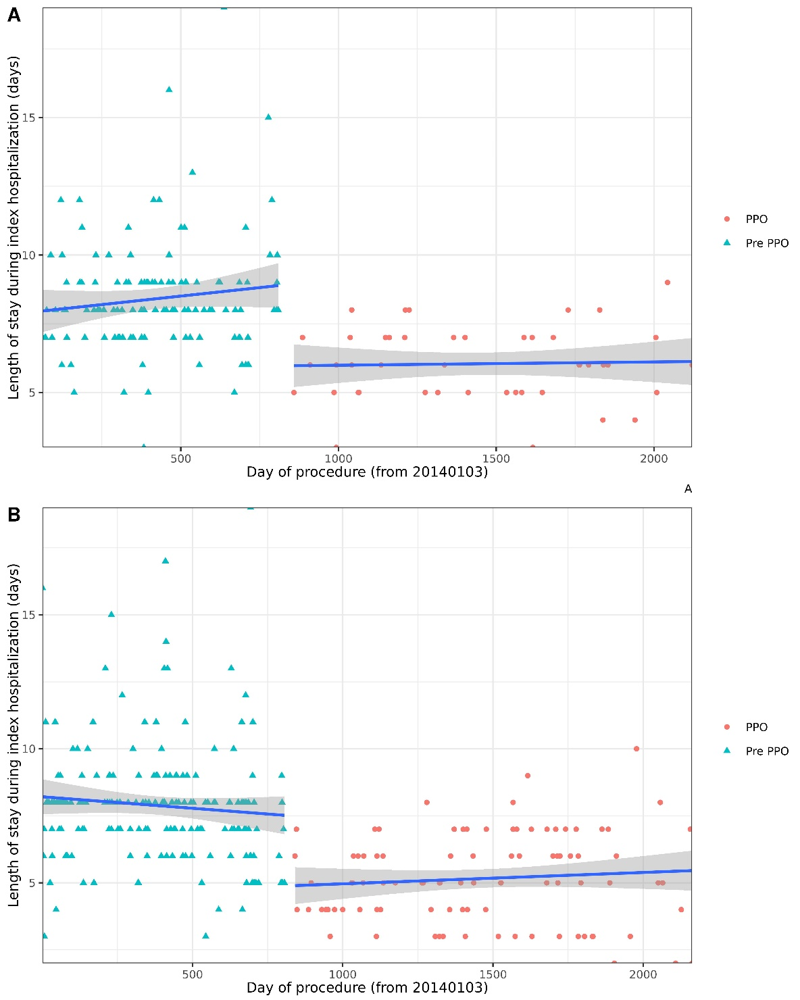 A
Length of stay during index hospitalization (days)
15
10
5
500 1000 1500 2000
Day of procedure (from 20140103)
PPO
Pre PPO
A
B
Length of stay during index hospitalization (days)
15
10
5
500 1000 1500 2000
Day of procedure (from 20140103)
PPO
Pre PPO